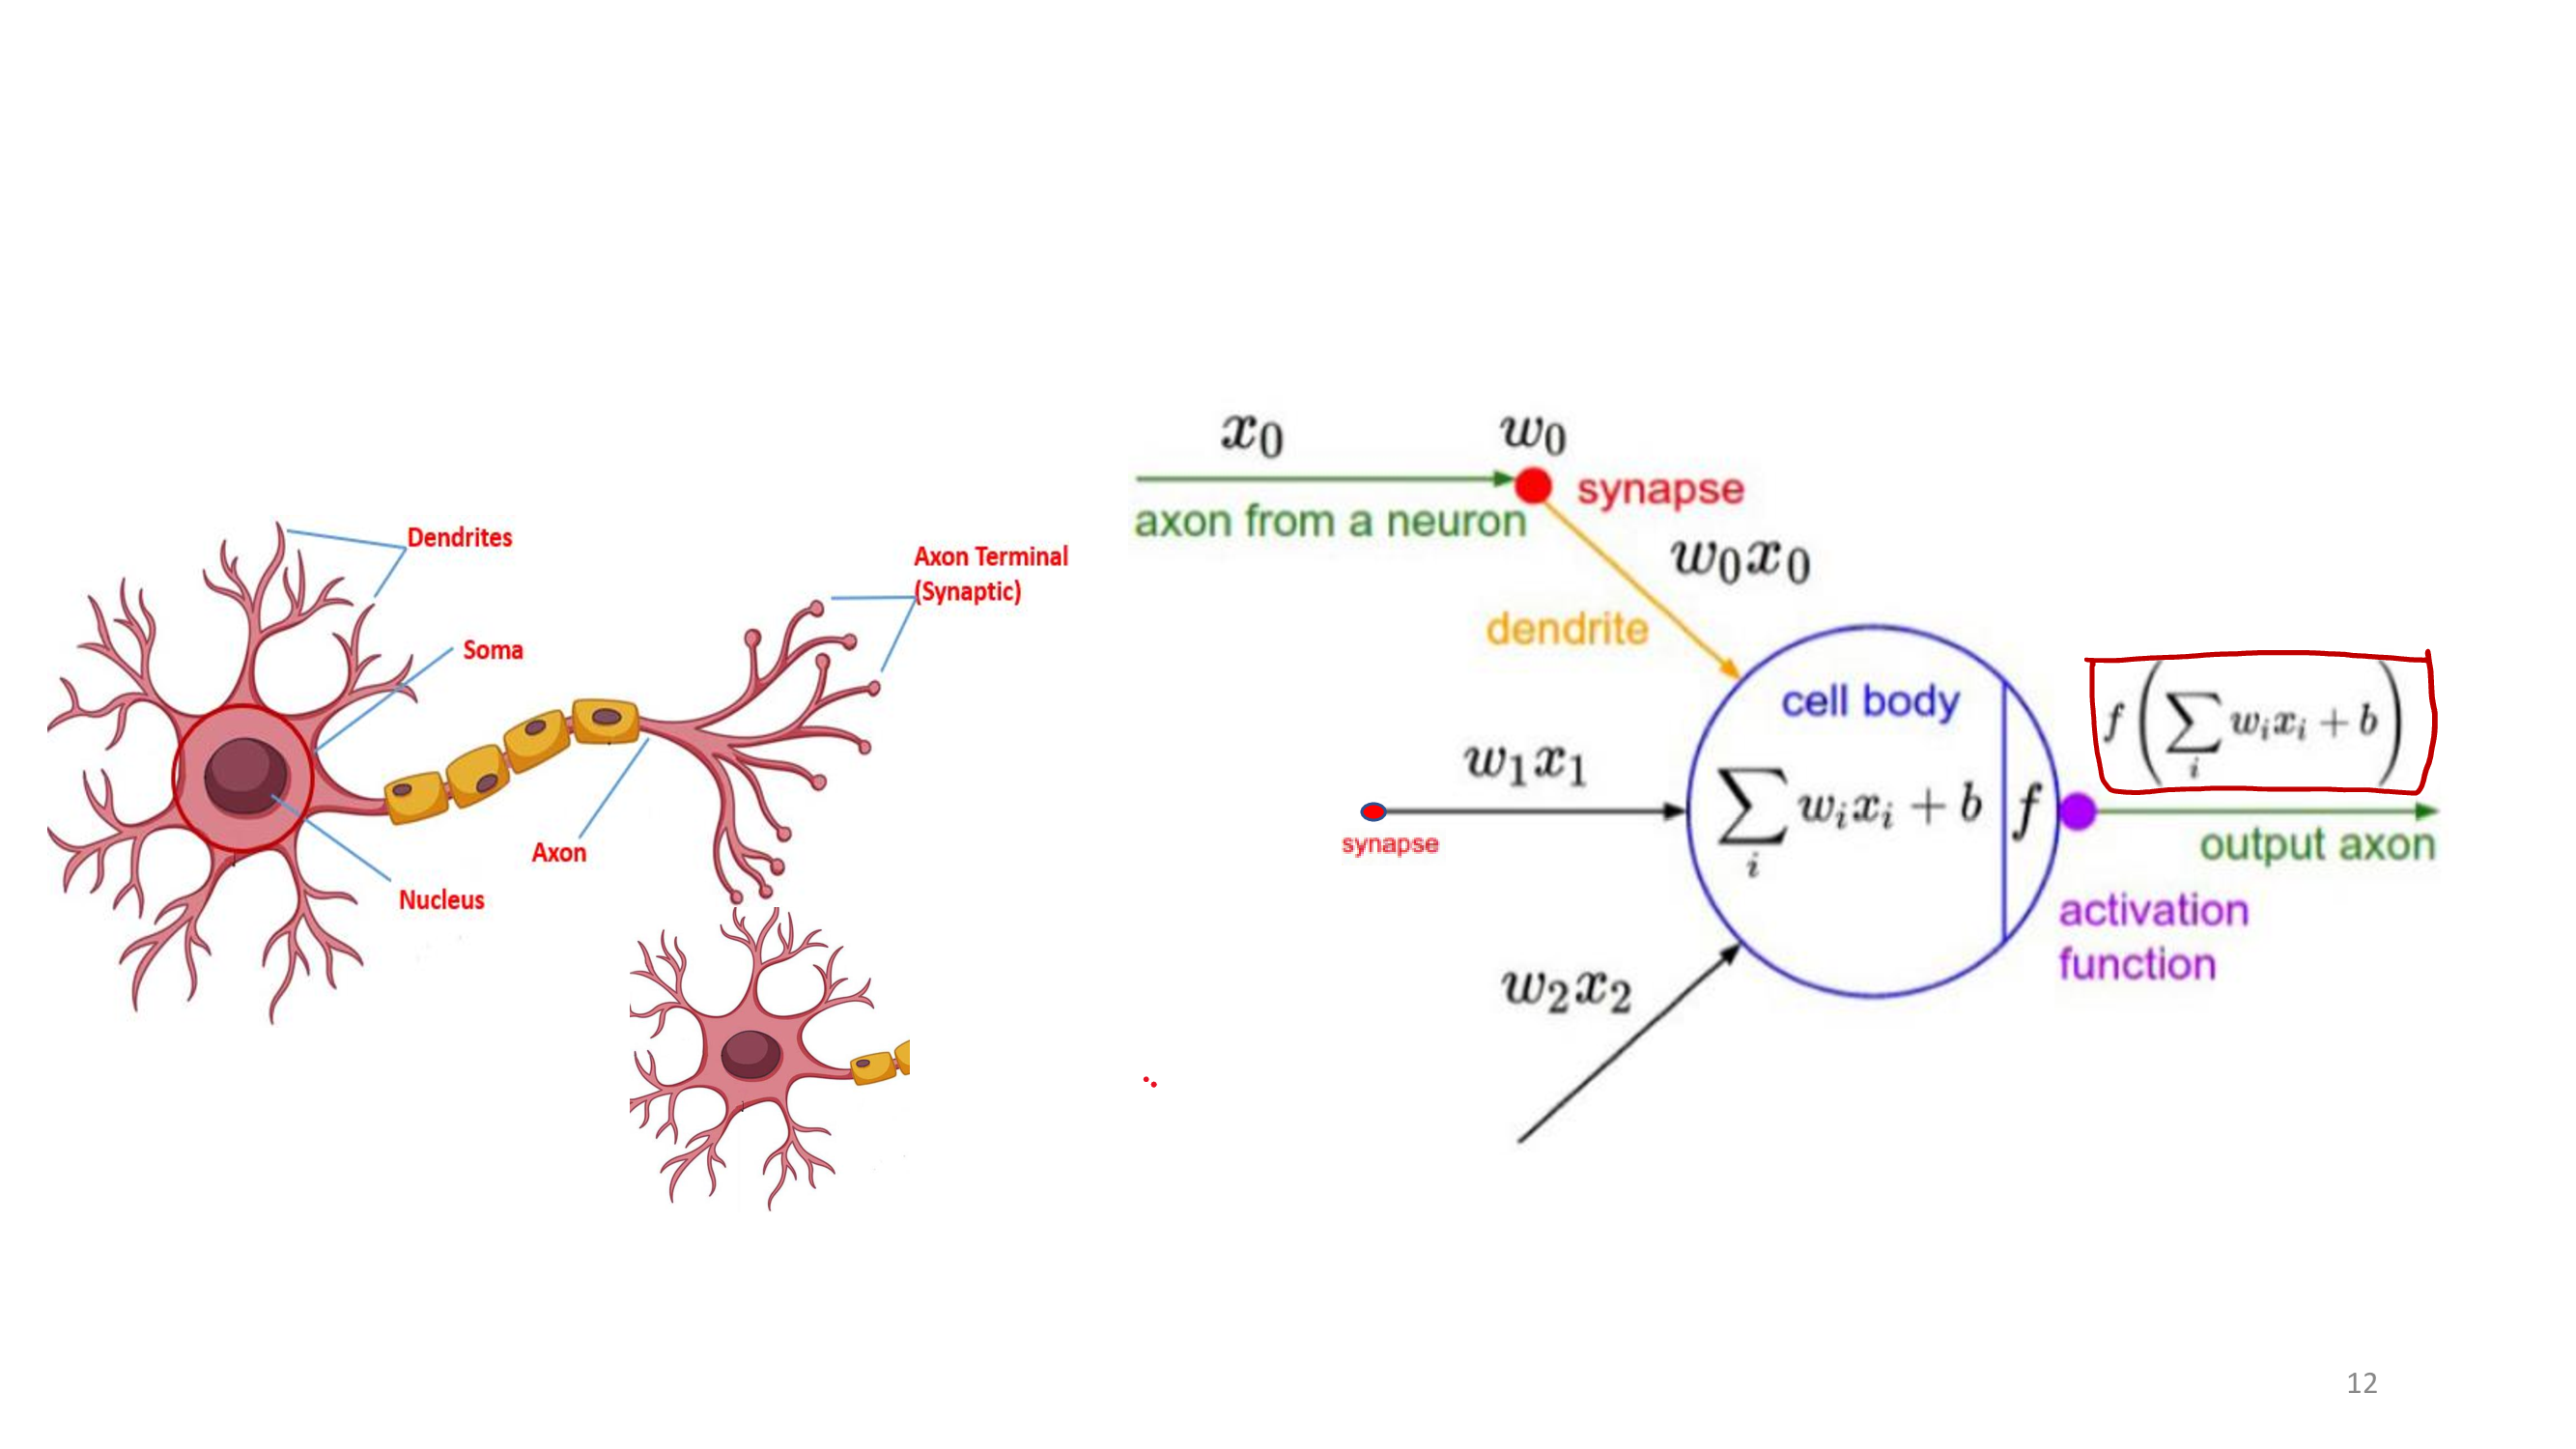 Dendrites
Axon Terminal
(Synaptic)
Soma
Axon
Nucleus
x₀
w₀
synapse
axon from a neuron
w₀x₀
dendrite
cell body
w₁x₁
∑ᵢ wᵢxᵢ + b
f
f(∑ᵢ wᵢxᵢ + b)
synapse
output axon
activation
function
w₂x₂
12